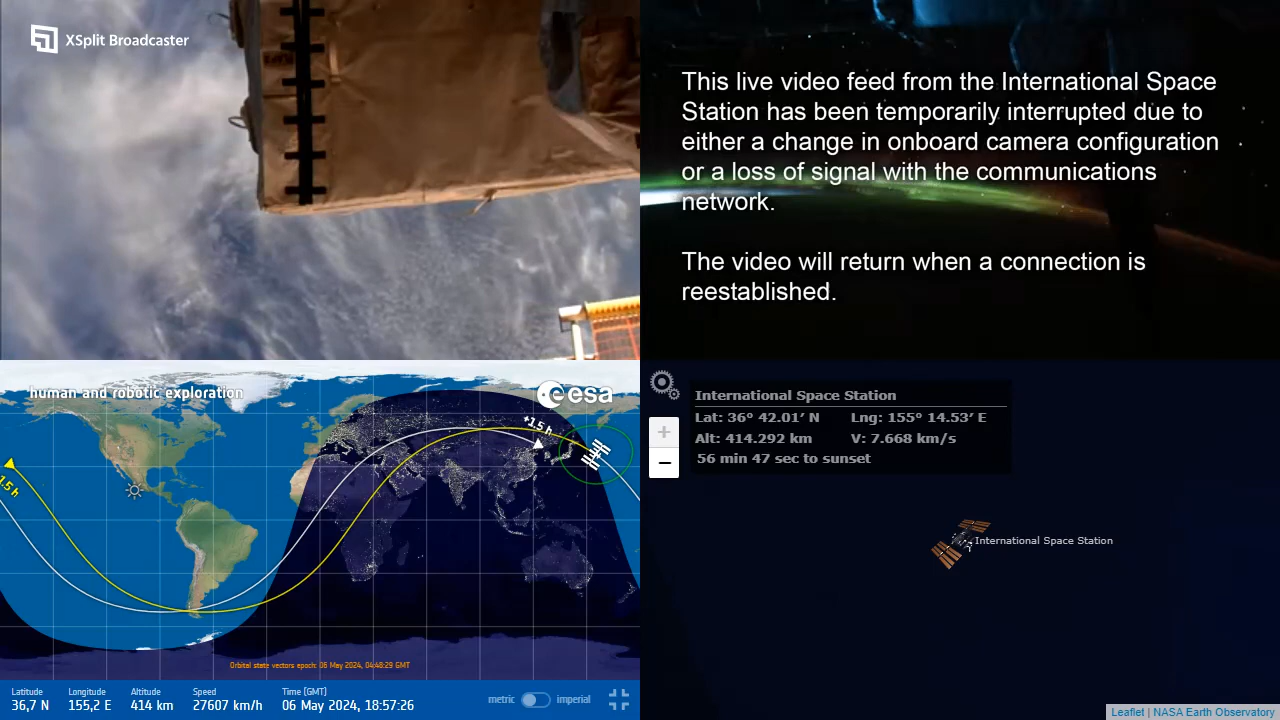 XSplit Broadcaster
This live video feed from the International Space
Station has been temporarily interrupted due to
either a change in onboard camera configuration
or a loss of signal with the communications
network.
The video will return when a connection is
reestablished.
human and robotic exploration
esa
+1.5 h
1.5 h
Orbital state vectors epoch: 06 May 2024, 04:48:29 GMT
Latitude Longitude Altitude Speed Time (GMT)
36,7 N 155,2 E 414 km 27607 km/h 06 May 2024, 18:57:26
metric imperial
International Space Station
Lat: 36° 42.01′ N Lng: 155° 14.53′ E
Alt: 414.292 km V: 7.668 km/s
56 min 47 sec to sunset
+
−
International Space Station
Leaflet | NASA Earth Observatory